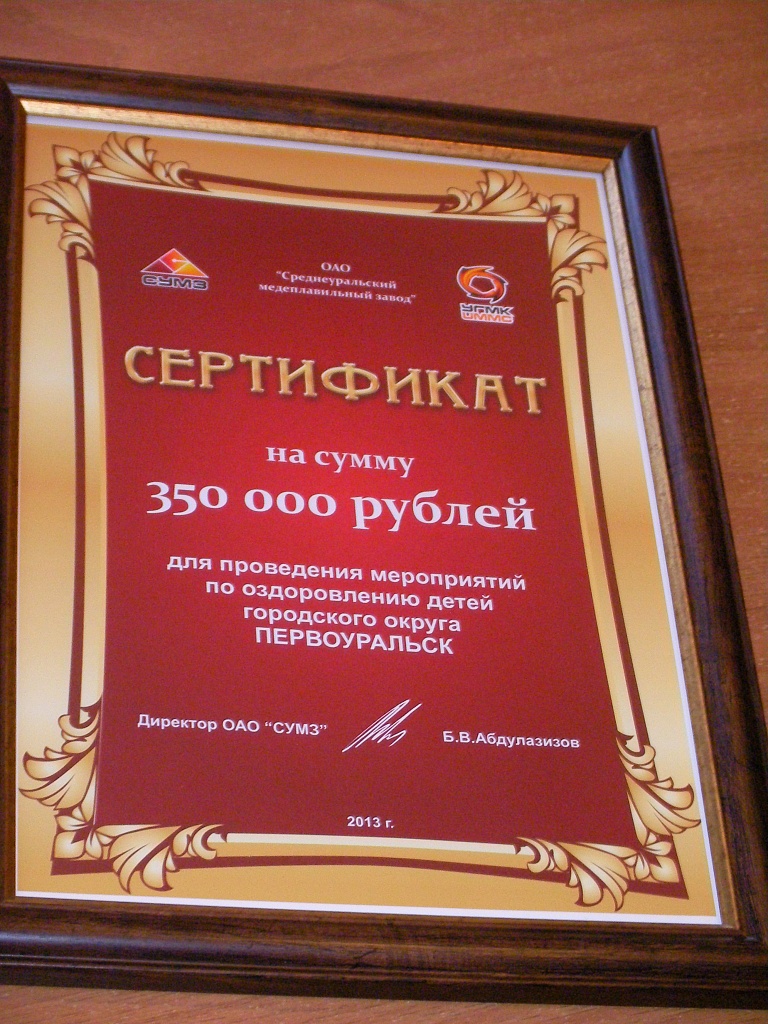 СУМЗ
ОАО
"Среднеуральский
медеплавильный завод"
УГМК
UMMC
СЕРТИФИКАТ
на сумму
350 000 рублей
для проведения мероприятий
по оздоровлению детей
городского округа
ПЕРВОУРАЛЬСК
Директор ОАО “СУМЗ”
Б.В.Абдулазизов
2013 г.